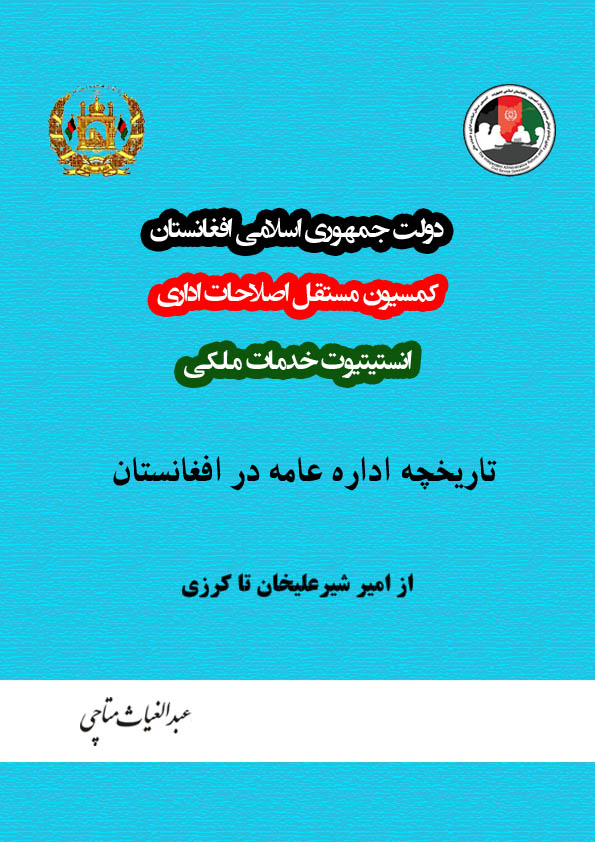 دولت جمهوری اسلامی افغانستان
کمسیون مستقل اصلاحات اداری
انستیتیوت خدمات ملکی
تاریخچه اداره عامه در افغانستان
از امیر شیرعلیخان تا کرزی
عبدالغیاث متاچی